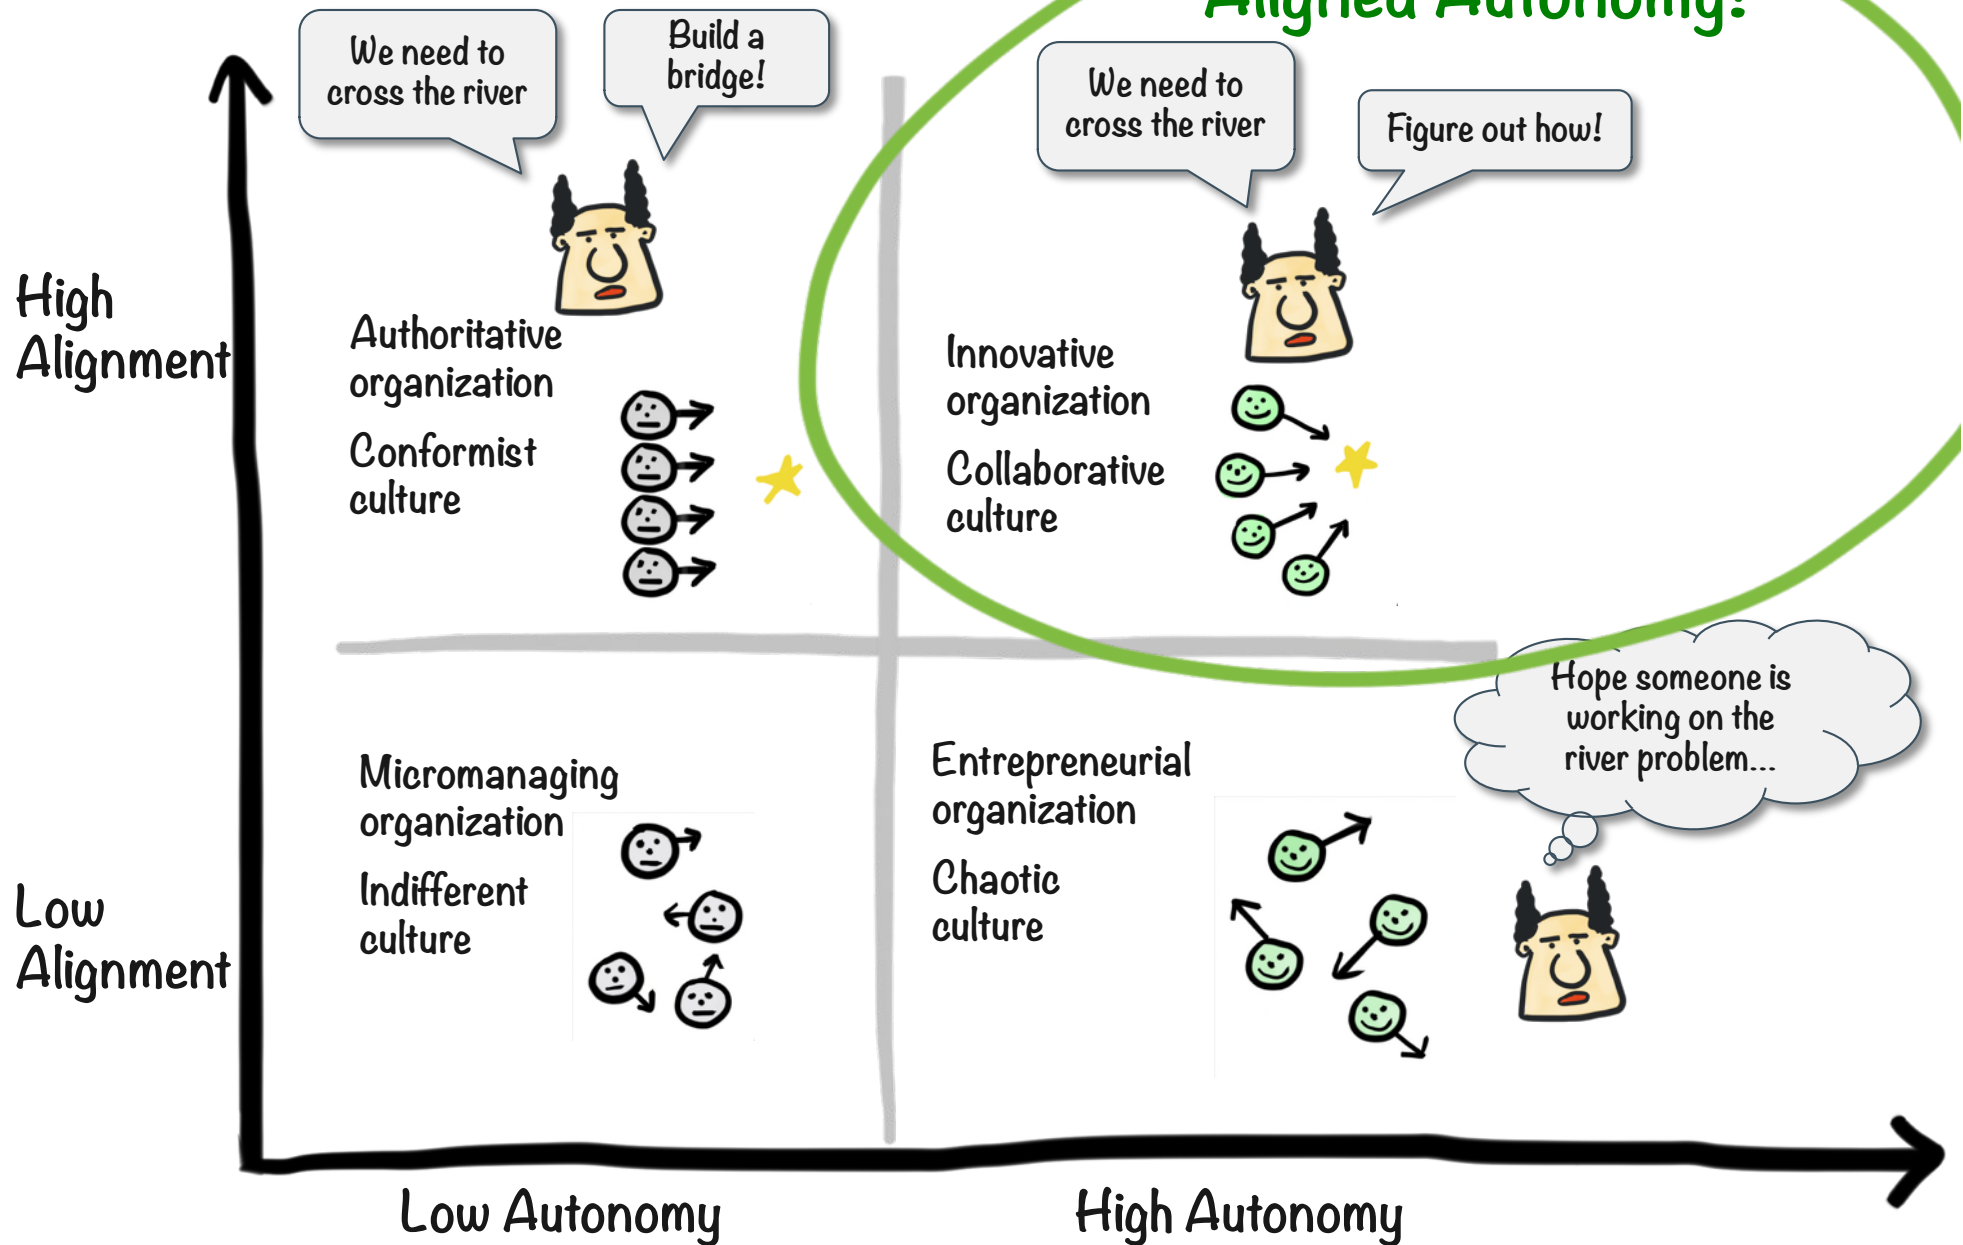 Aligned Autonomy!
We need to
cross the river
Build a
bridge!
We need to
cross the river
Figure out how!
High
Alignment
Authoritative
organization
Conformist
culture
Innovative
organization
Collaborative
culture
Hope someone is
working on the
river problem...
Low
Alignment
Micromanaging
organization
Indifferent
culture
Entrepreneurial
organization
Chaotic
culture
Low Autonomy
High Autonomy